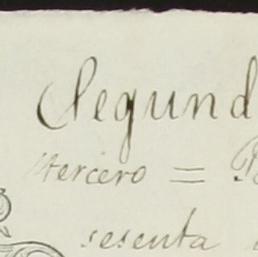 Segund
tercero =
sesenta